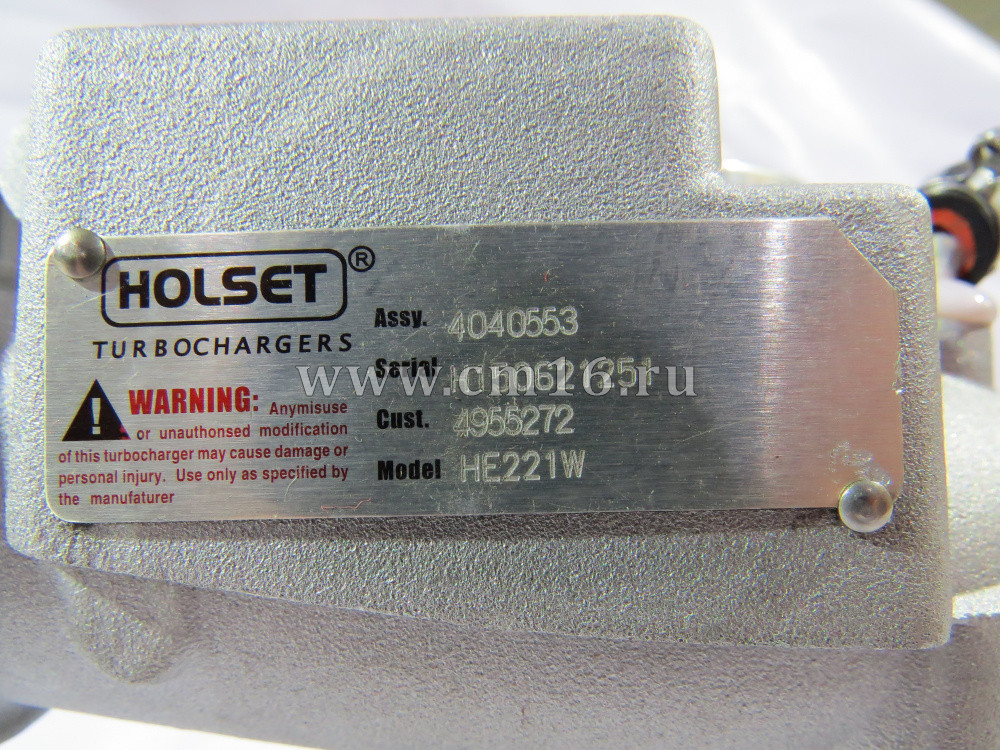 HOLSET®
TURBOCHARGERS
WARNING: Anymisuse
or unauthonsed modification
of this turbocharger may cause damage or
personal injury. Use only as specified by
the manufaturer
Assy. 4040553
Serial
Cust. 4955272
Model HE221W
www.cm16.ru